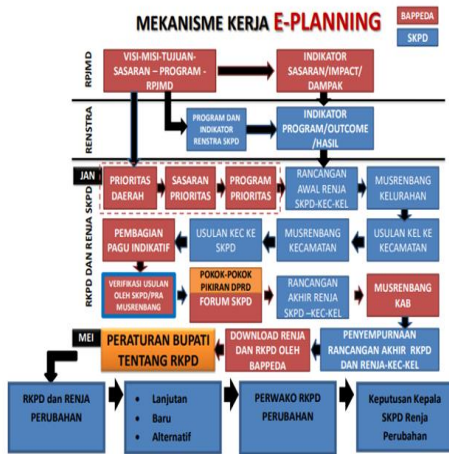 MEKANISME KERJA E-PLANNING
BAPPEDA
SKPD
RPJMD
VISI-MISI-TUJUAN-
SASARAN – PROGRAM -
RPJMD
INDIKATOR
SASARAN/IMPACT/
DAMPAK
RENSTRA
PROGRAM DAN
INDIKATOR
RENSTRA SKPD
INDIKATOR
PROGRAM/OUTCOME
/HASIL
RKPD DAN RENJA SKPD
JAN
PRIORITAS
DAERAH
SASARAN
PRIORITAS
PROGRAM
PRIORITAS
RANCANGAN
AWAL RENJA
SKPD-KEC-KEL
MUSRENBANG
KELURAHAN
PEMBAGIAN
PAGU INDIKATIF
USULAN KEC KE
SKPD
MUSRENBANG
KECAMATAN
USULAN KEL KE
KECAMATAN
VERIFIKASI USULAN
OLEH SKPD/PRA
MUSRENBANG
POKOK-POKOK
PIKIRAN DPRD
FORUM SKPD
RANCANGAN
AKHIR RENJA
SKPD –KEC-KEL
MUSRENBANG
KAB
MEI
PERATURAN BUPATI
TENTANG RKPD
DOWNLOAD RENJA
DAN RKPD OLEH
BAPPEDA
PENYEMPURNAAN
RANCANGAN AKHIR RKPD
DAN RENJA-KEC-KEL
RKPD dan RENJA
PERUBAHAN
• Lanjutan
• Baru
• Alternatif
PERWAKO RKPD
PERUBAHAN
Keputusan Kepala
SKPD Renja
Perubahan